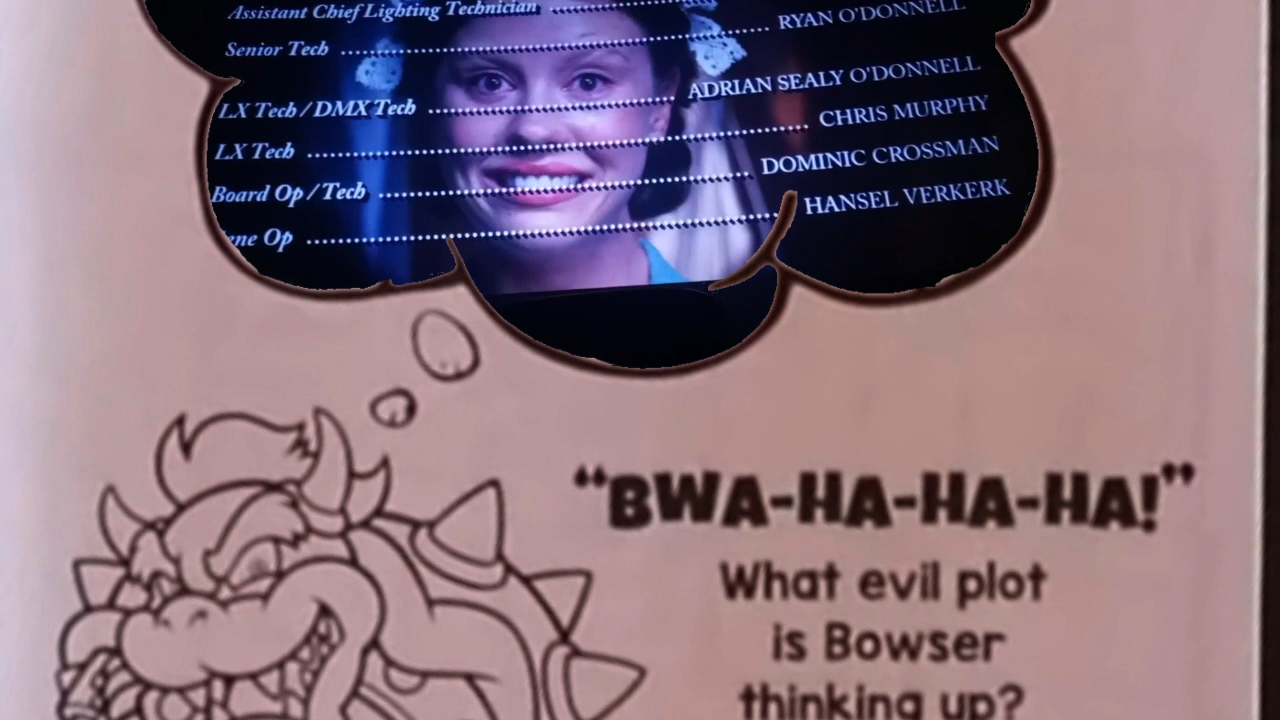 Assistant Chief Lighting Technician
Senior Tech RYAN O'DONNELL
LX Tech / DMX Tech ADRIAN SEALY O'DONNELL
LX Tech CHRIS MURPHY
Board Op / Tech DOMINIC CROSSMAN
Op HANSEL VERKERK
“BWA-HA-HA-HA!”
What evil plot
is Bowser
thinking up?